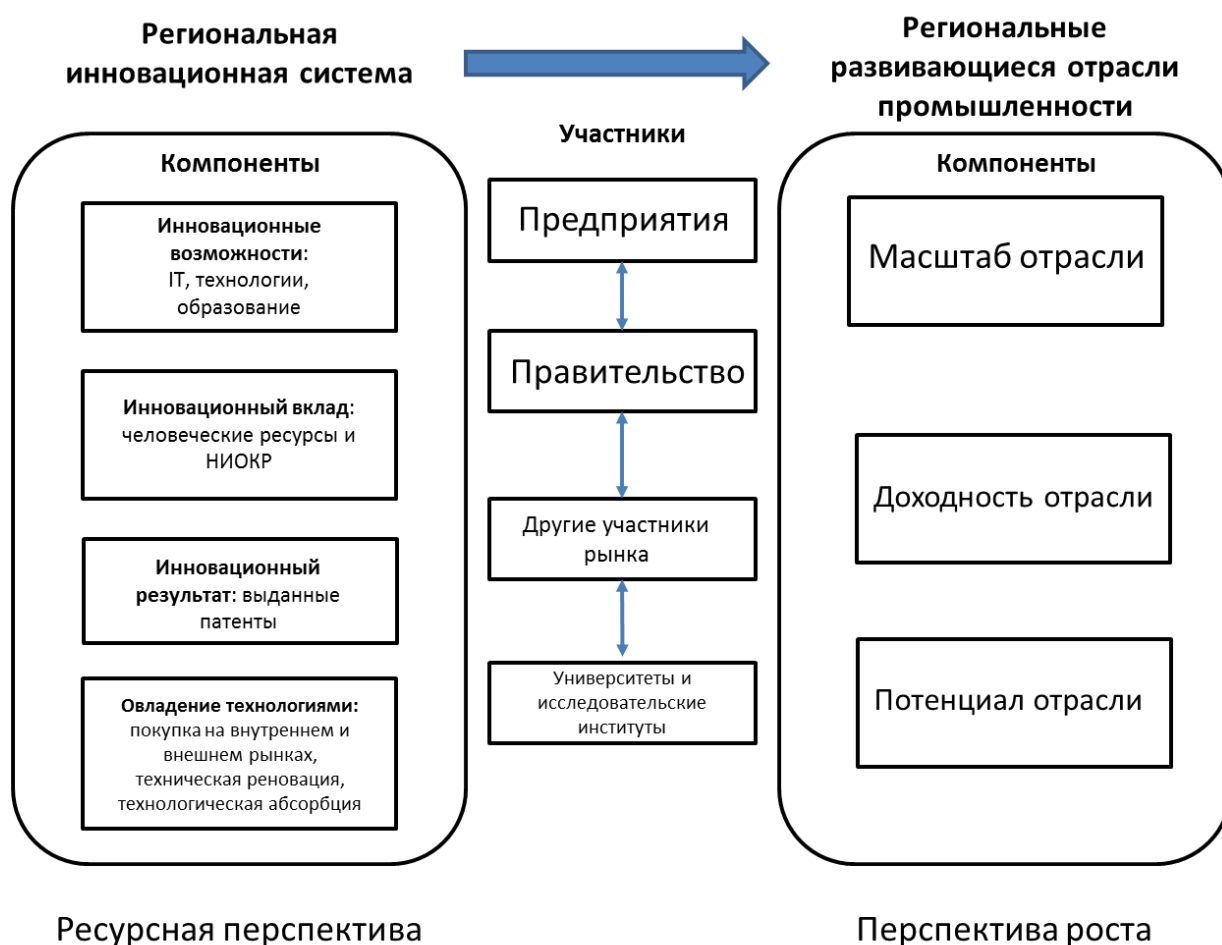 Региональная
инновационная система
Региональные
развивающиеся отрасли
промышленности
Компоненты
Инновационные
возможности:
IT, технологии,
образование
Инновационный вклад:
человеческие ресурсы и
НИОКР
Инновационный
результат: выданные
патенты
Овладение технологиями:
покупка на внутреннем и
внешнем рынках,
техническая реновация,
технологическая абсорбция
Участники
Предприятия
Правительство
Другие участники
рынка
Университеты и
исследовательские
институты
Компоненты
Масштаб отрасли
Доходность отрасли
Потенциал отрасли
Ресурсная перспектива
Перспектива роста